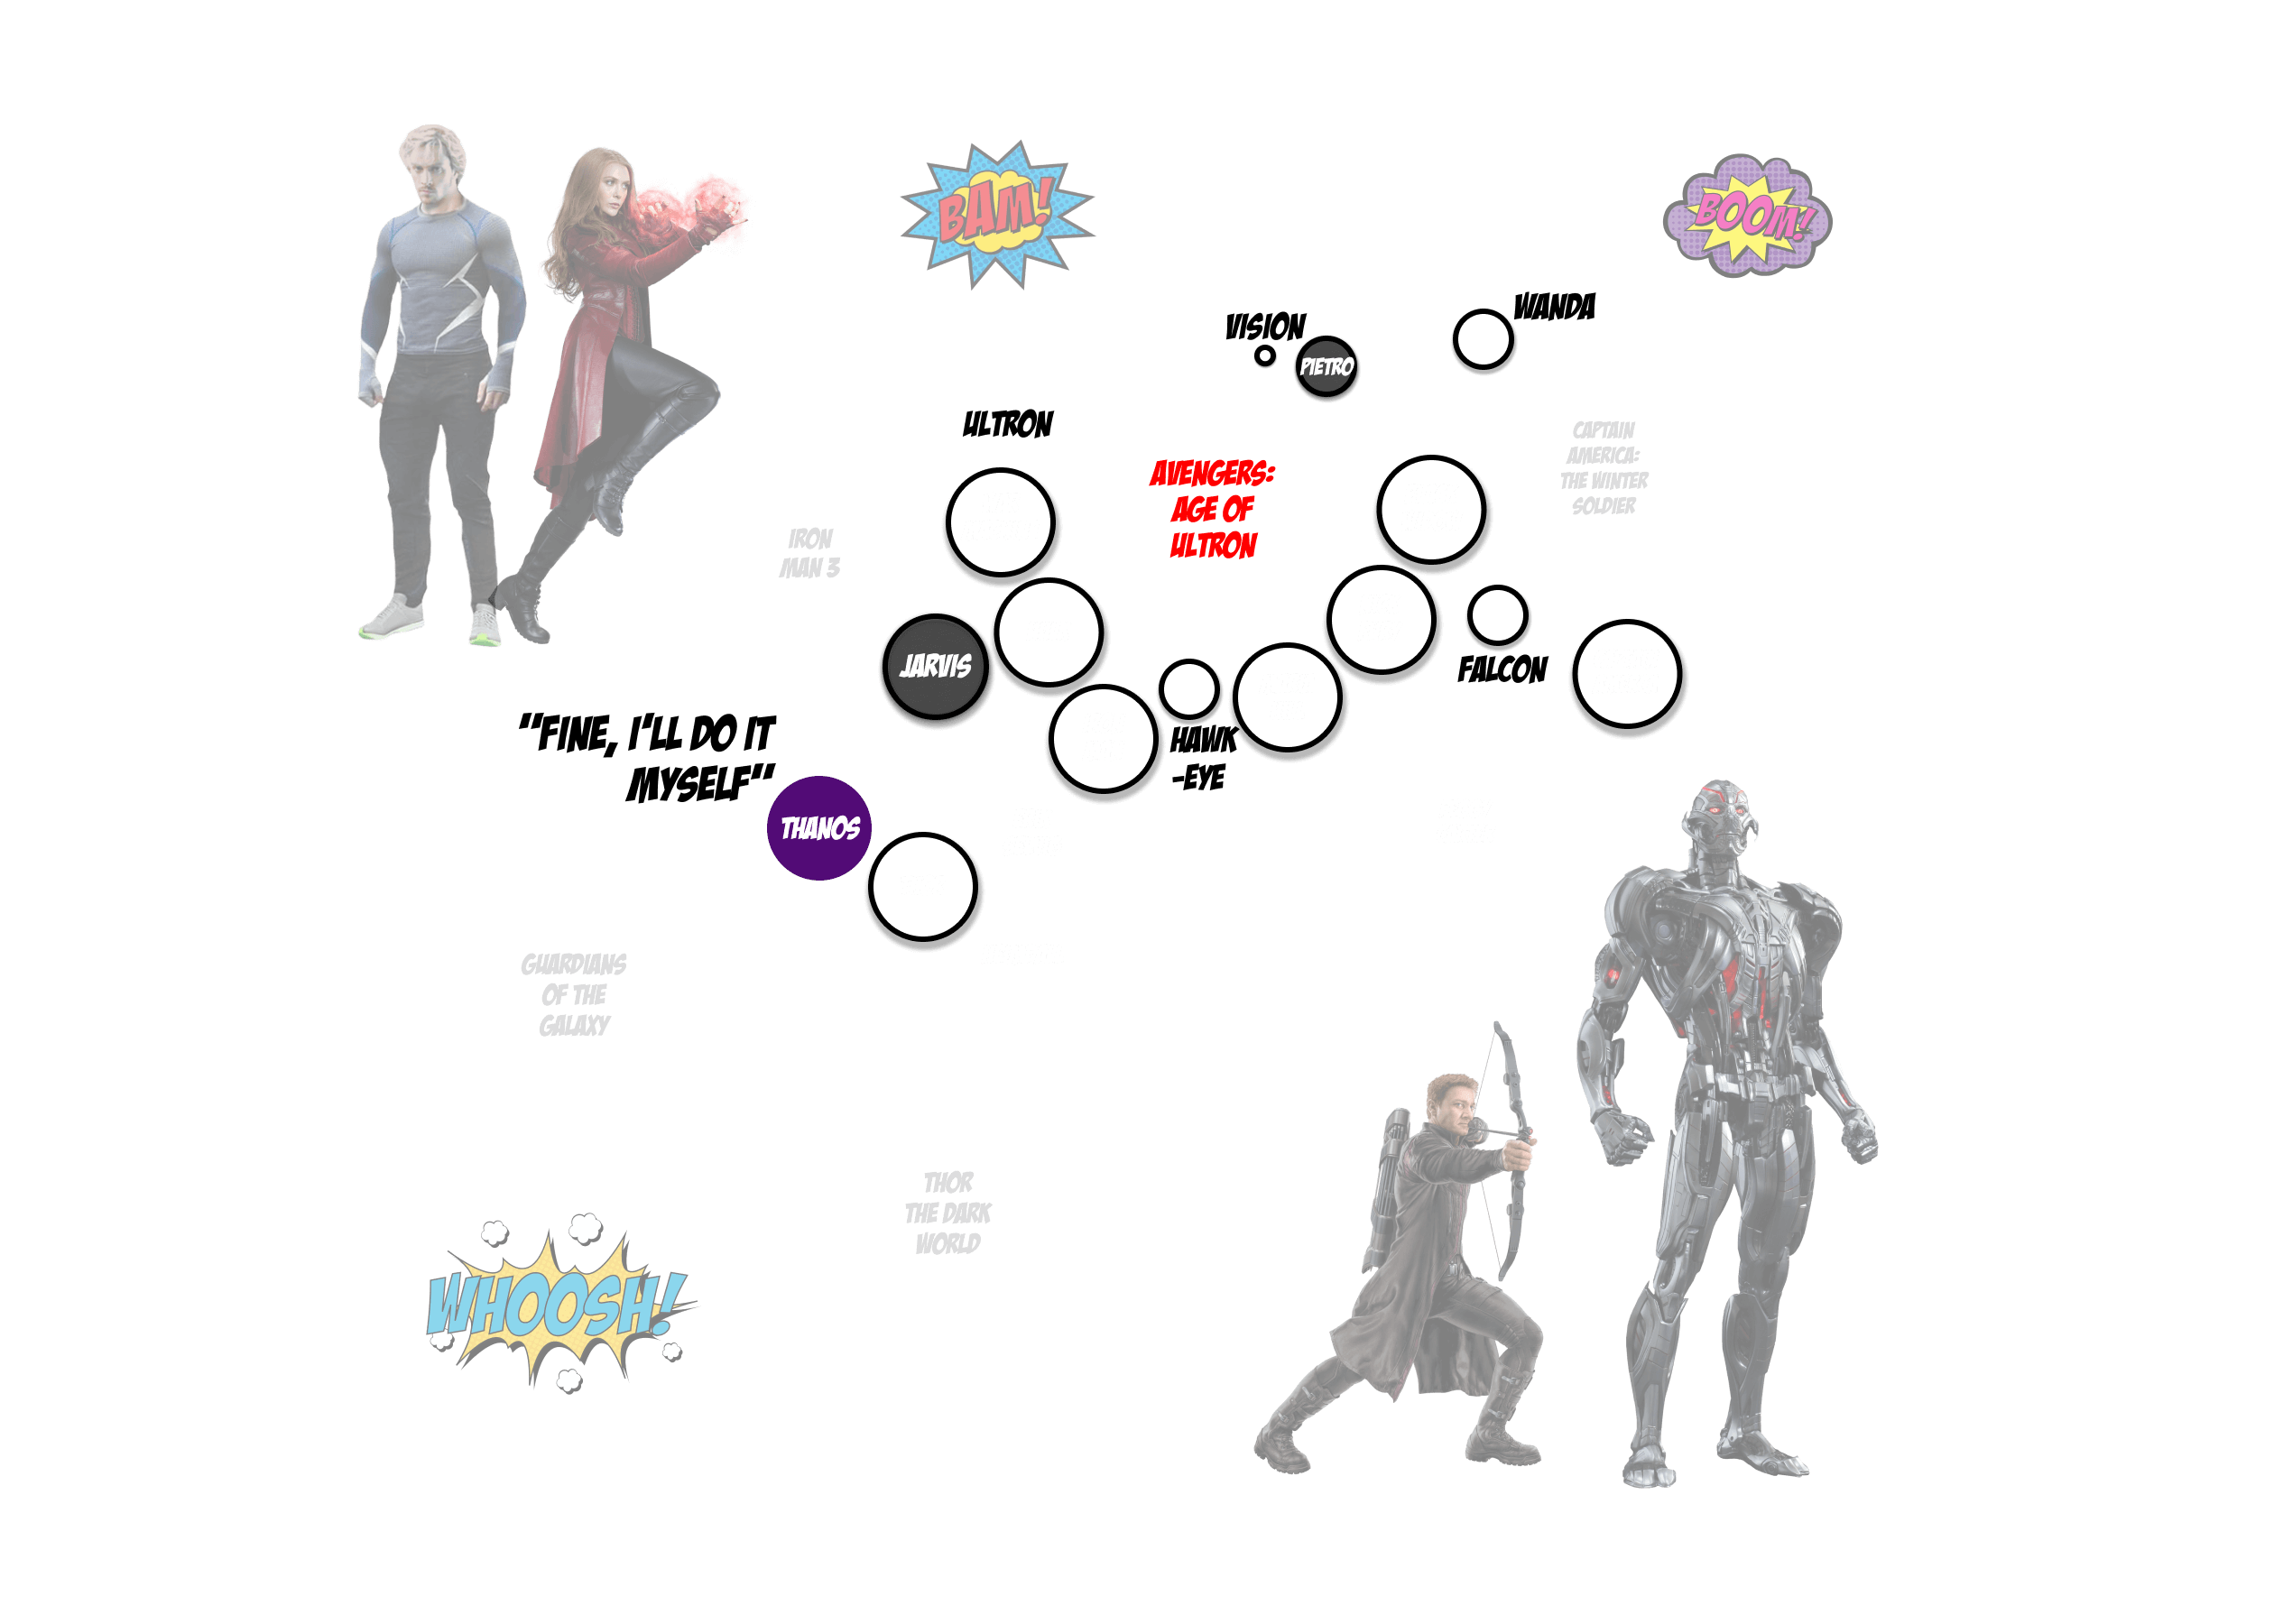 BAM!
BOOM!
WANDA
VISION
PIETRO
ULTRON
AVENGERS:
AGE OF
ULTRON
CAPTAIN
AMERICA:
THE WINTER
SOLDIER
IRON
MAN 3
JARVIS
FALCON
"FINE, I'LL DO IT
MYSELF"
HAWK
-EYE
THANOS
GUARDIANS
OF THE
GALAXY
THOR
THE DARK
WORLD
WHOOSH!